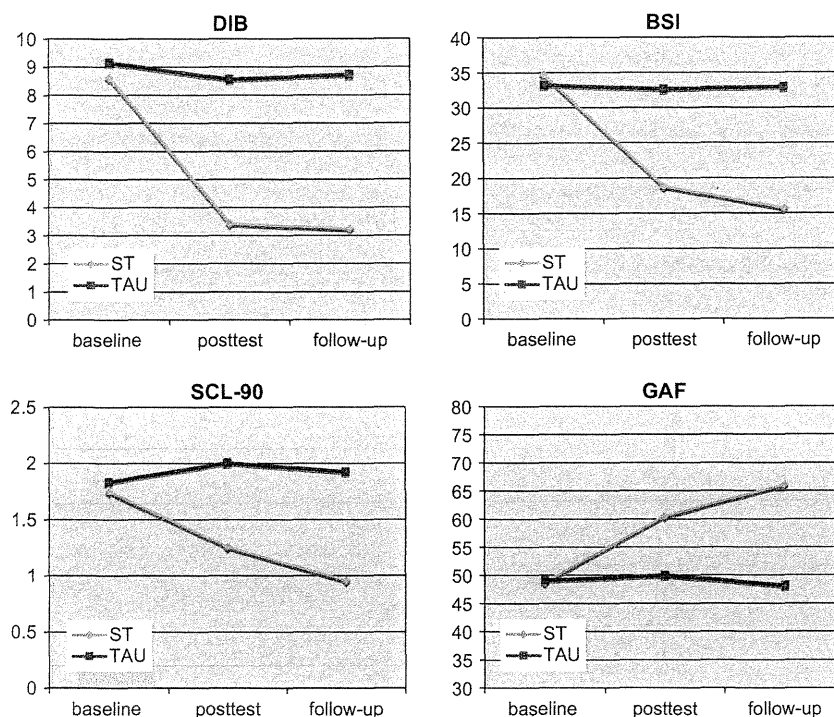 DIB
10
9
8
7
6
5
4
3
2
1
0
ST
TAU
baseline posttest follow-up
BSI
40
35
30
25
20
15
10
5
0
ST
TAU
baseline posttest follow-up
SCL-90
2.5
2
1.5
1
0.5
0
ST
TAU
baseline posttest follow-up
GAF
80
75
70
65
60
55
50
45
40
35
30
ST
TAU
baseline posttest follow-up